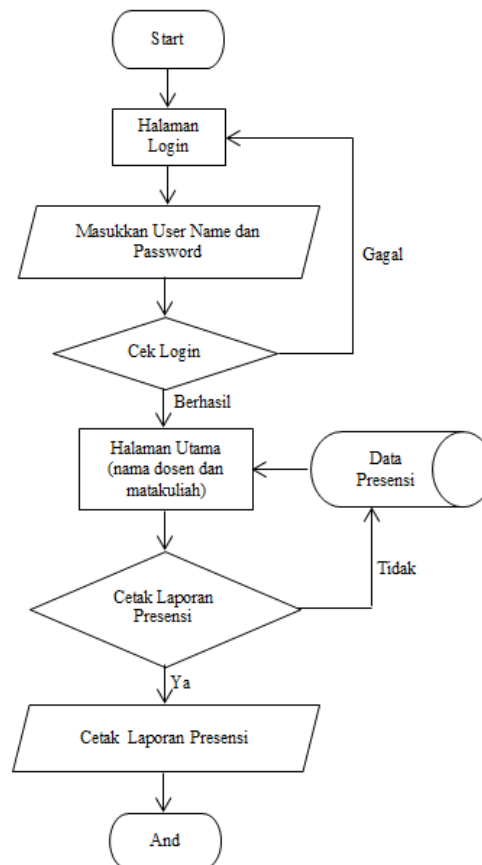 Start
Halaman
Login
Masukkan User Name dan
Password
Gagal
Cek Login
Berhasil
Halaman Utama
(nama dosen dan
matakuliah)
Data
Presensi
Tidak
Cetak Laporan
Presensi
Ya
Cetak Laporan Presensi
And